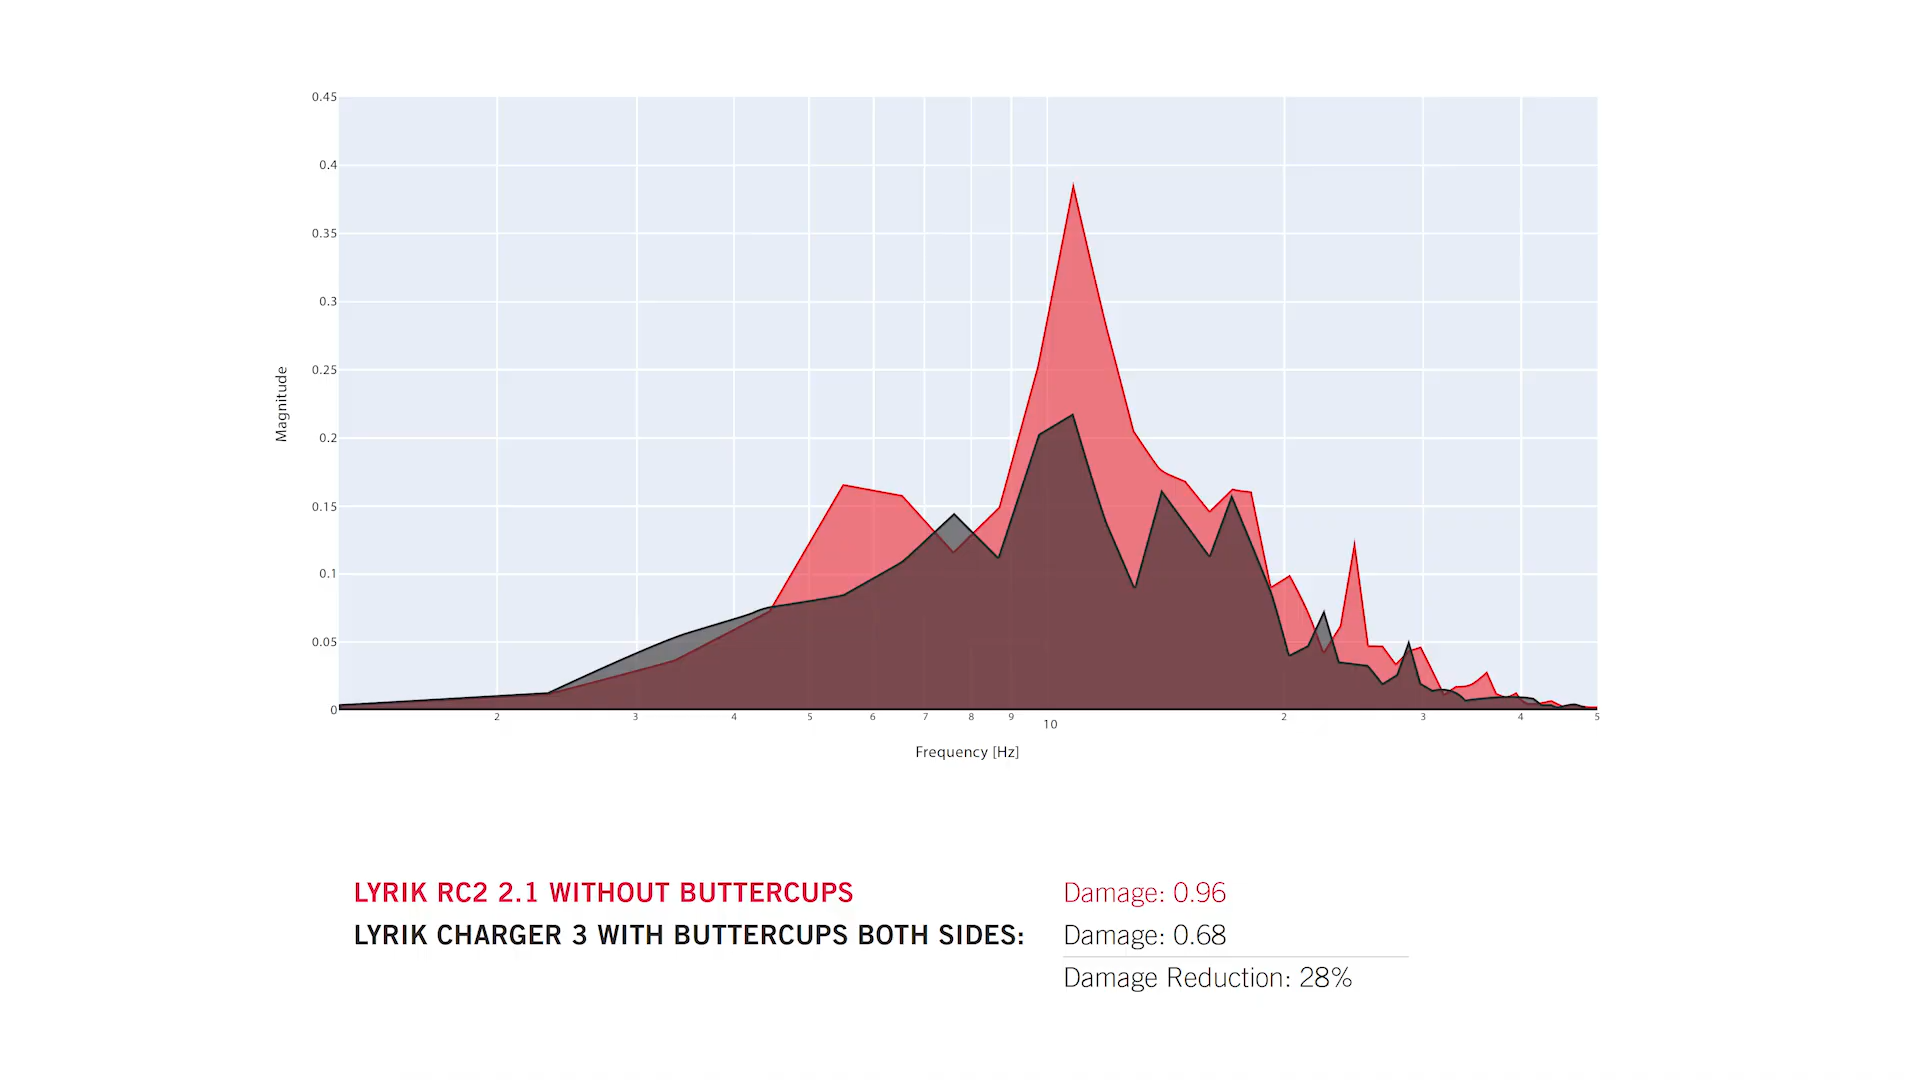 0.45
0.4
0.35
0.3
0.25
0.2
0.15
0.1
0.05
0
Magnitude
2 3 4 5 6 7 8 9 10 2 3 4 5
Frequency [Hz]
LYRIK RC2 2.1 WITHOUT BUTTERCUPS Damage: 0.96
LYRIK CHARGER 3 WITH BUTTERCUPS BOTH SIDES: Damage: 0.68
Damage Reduction: 28%